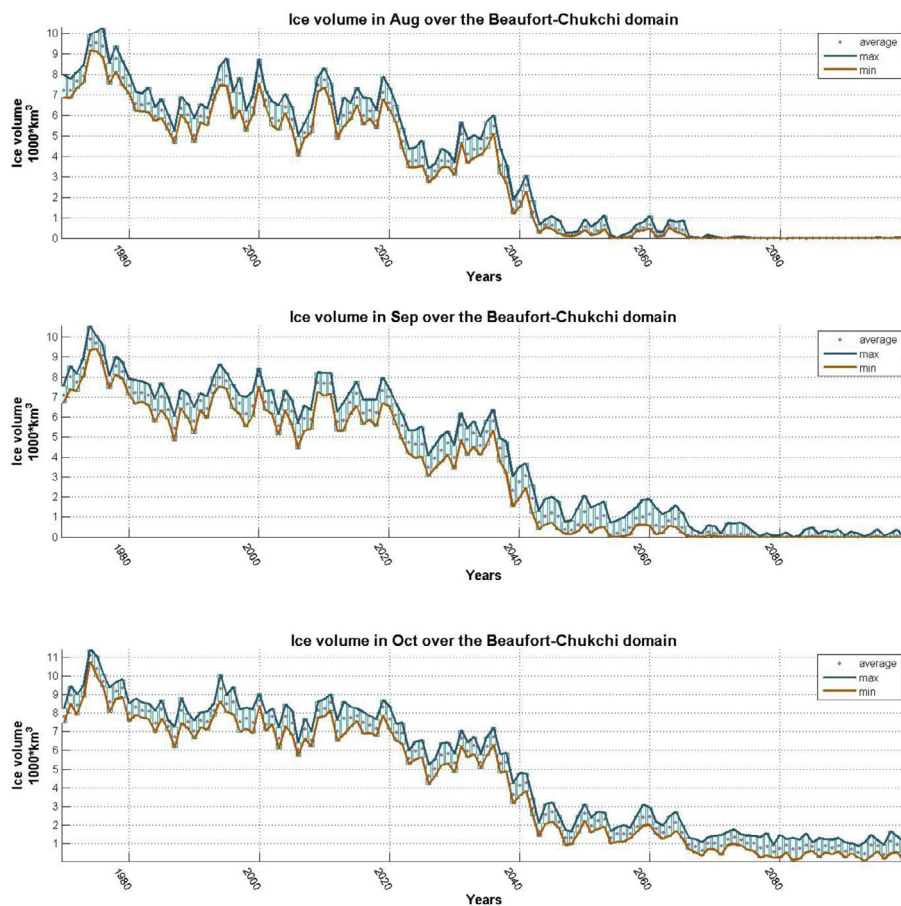 Ice volume in Aug over the Beaufort-Chukchi domain
Ice volume
1000*km³
10
9
8
7
6
5
4
3
2
1
0
average
max
min
1980
2000
2020
2040
2060
2080
Years
Ice volume in Sep over the Beaufort-Chukchi domain
Ice volume
1000*km³
10
9
8
7
6
5
4
3
2
1
0
average
max
min
1980
2000
2020
2040
2060
2080
Years
Ice volume in Oct over the Beaufort-Chukchi domain
Ice volume
1000*km³
11
10
9
8
7
6
5
4
3
2
1
average
max
min
1980
2000
2020
2040
2060
2080
Years